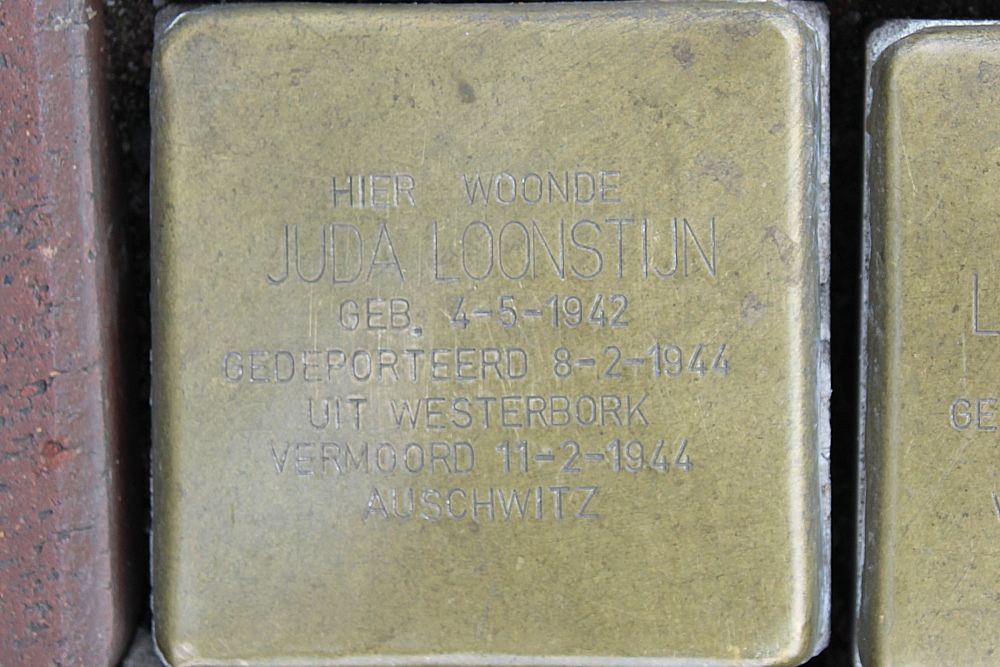 HIER WOONDE
JUDA LOONSTIJN
GEB. 4-5-1942
GEDEPORTEERD 8-2-1944
UIT WESTERBORK
VERMOORD 11-2-1944
AUSCHWITZ